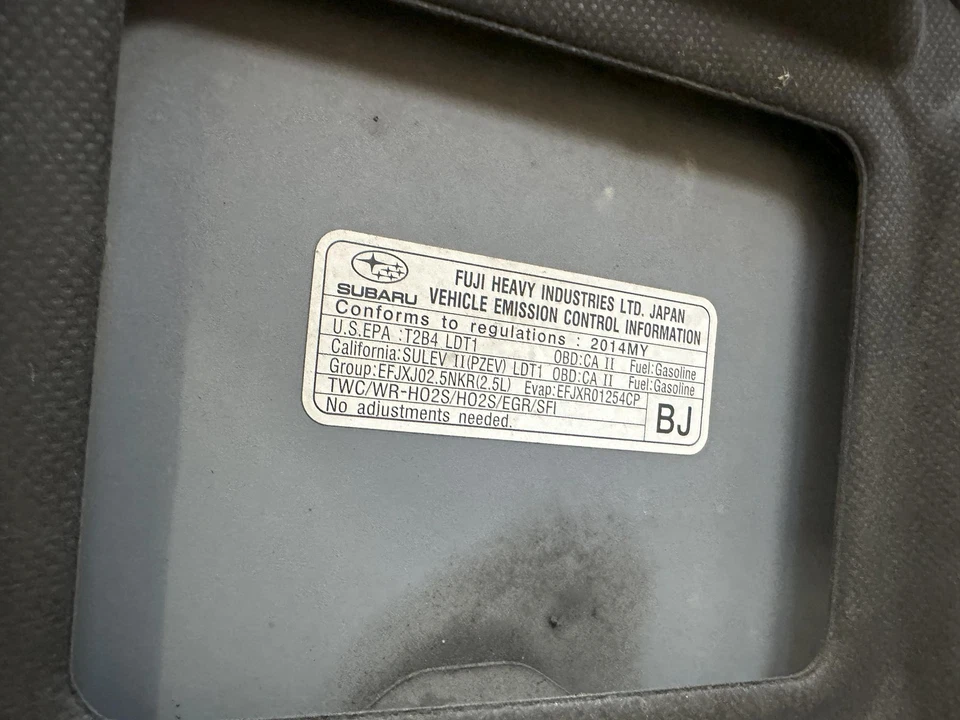 SUBARU
FUJI HEAVY INDUSTRIES LTD. JAPAN
VEHICLE EMISSION CONTROL INFORMATION
Conforms to regulations : 2014MY
U.S.EPA :T2B4 LDT1 OBD:CA II Fuel:Gasoline
California:SULEV II(PZEV) LDT1 OBD:CA II Fuel:Gasoline
Group:EFJXJ02.5NKR(2.5L) Evap:EFJXR01254CP
TWC/WR-HO2S/HO2S/EGR/SFI
No adjustments needed.
BJ